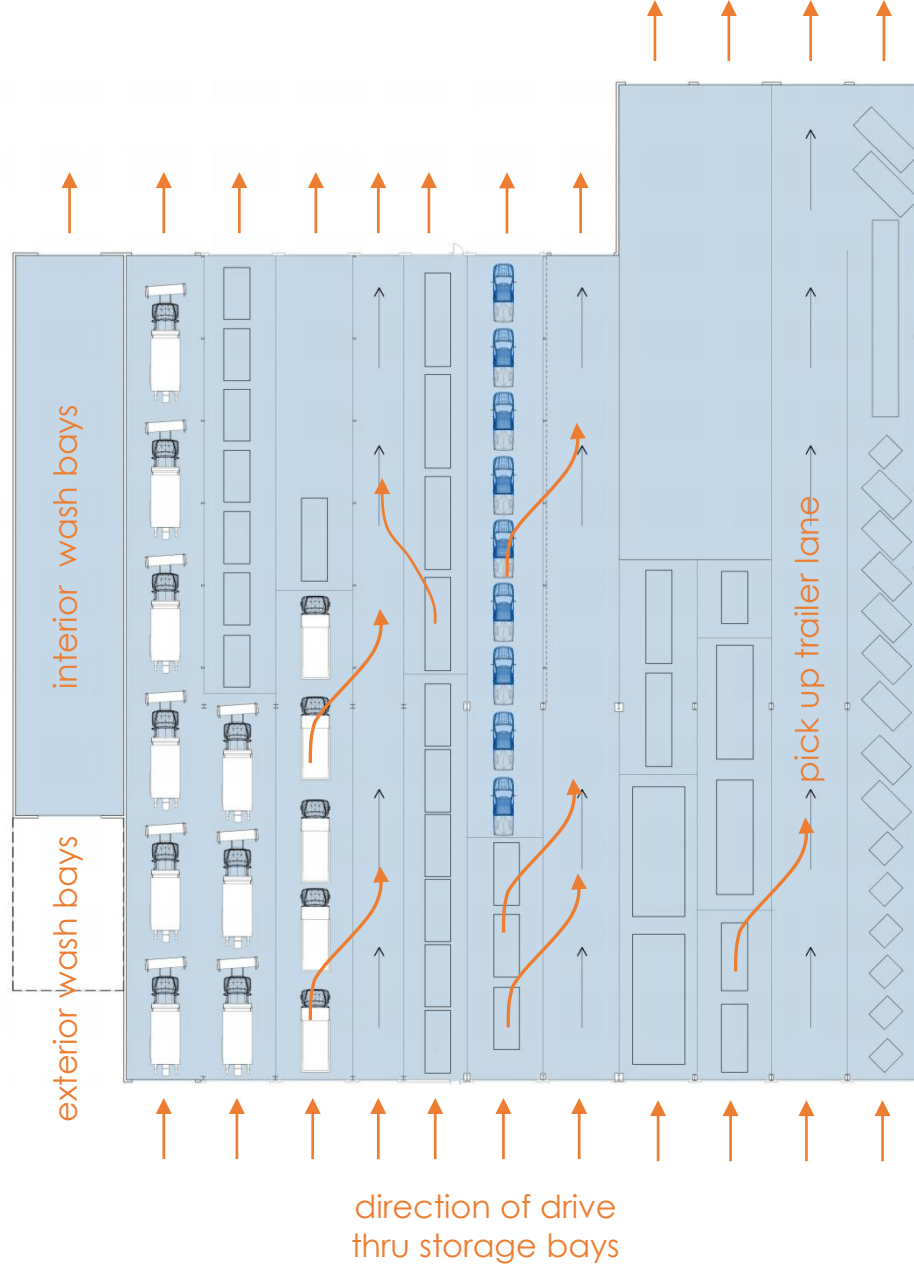 interior wash bays
exterior wash bays
pick up trailer lane
direction of drive
thru storage bays